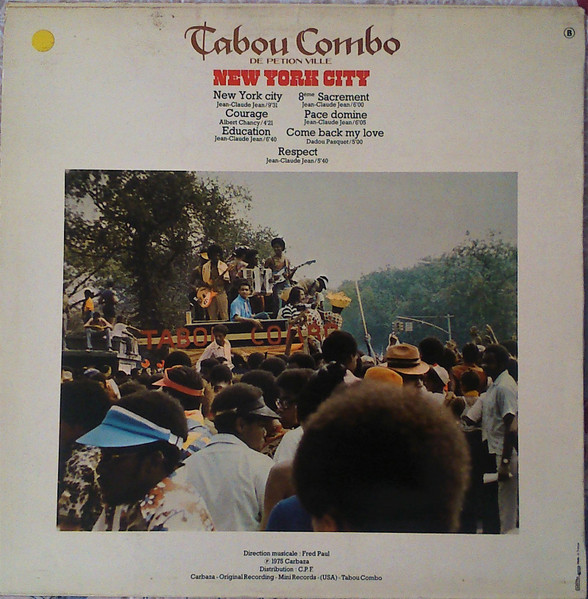 Tabou Combo
DE PETION VILLE
NEW YORK CITY
New York city
Jean-Claude Jean/9'31
Courage
Albert Chancy/4'21
Education
Jean-Claude Jean/6'40
8eme Sacrement
Jean-Claude Jean/6'00
Pace domine
Jean-Claude Jean/6'05
Come back my love
Dadou Pasquet/5'00
Respect
Jean-Claude Jean/5'40
B
TABOU COMBO
Direction musicale : Fred Paul
℗ 1975 Carbaza
Distribution : C.P.F.
Carbaza - Original Recording - Mini Records - (USA) - Tabou Combo